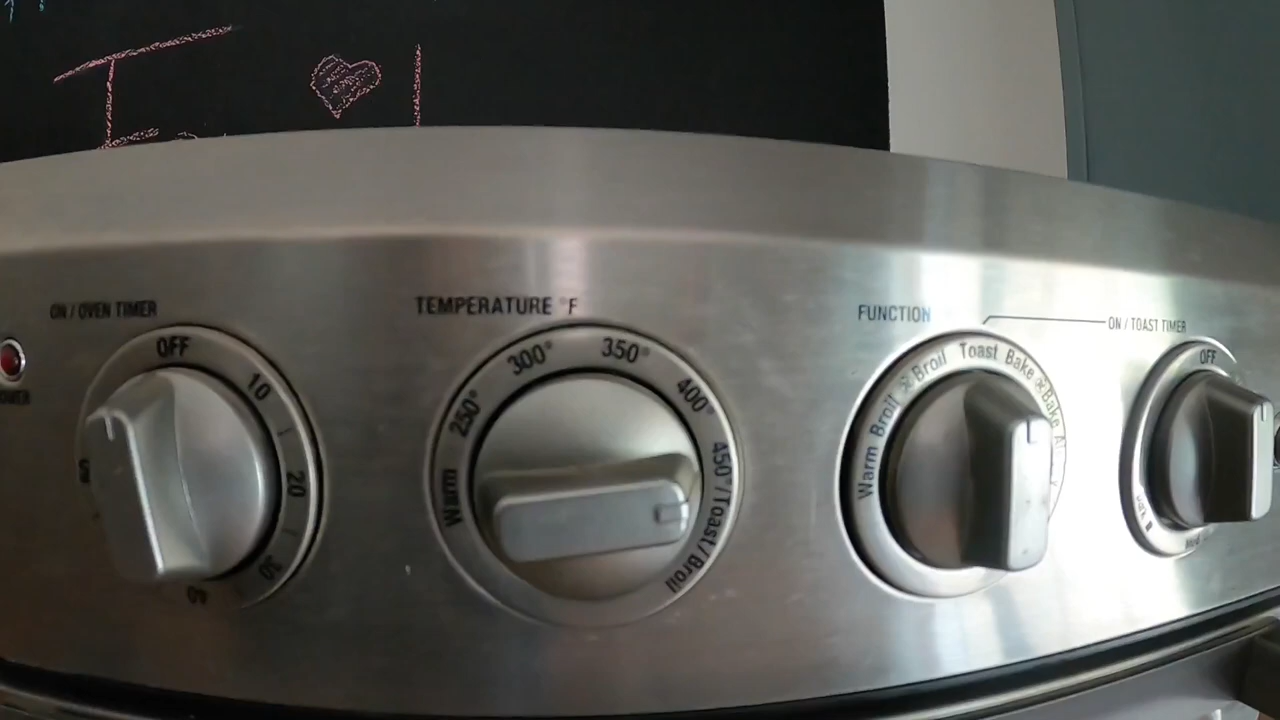 I
ON / OVEN TIMER
TEMPERATURE °F
FUNCTION
ON / TOAST TIMER
OFF
10
20
30
40
Warm
250°
300°
350°
400°
450°/Toast/Broil
Warm
Broil
Broil
Toast
Bake
Bake
OFF